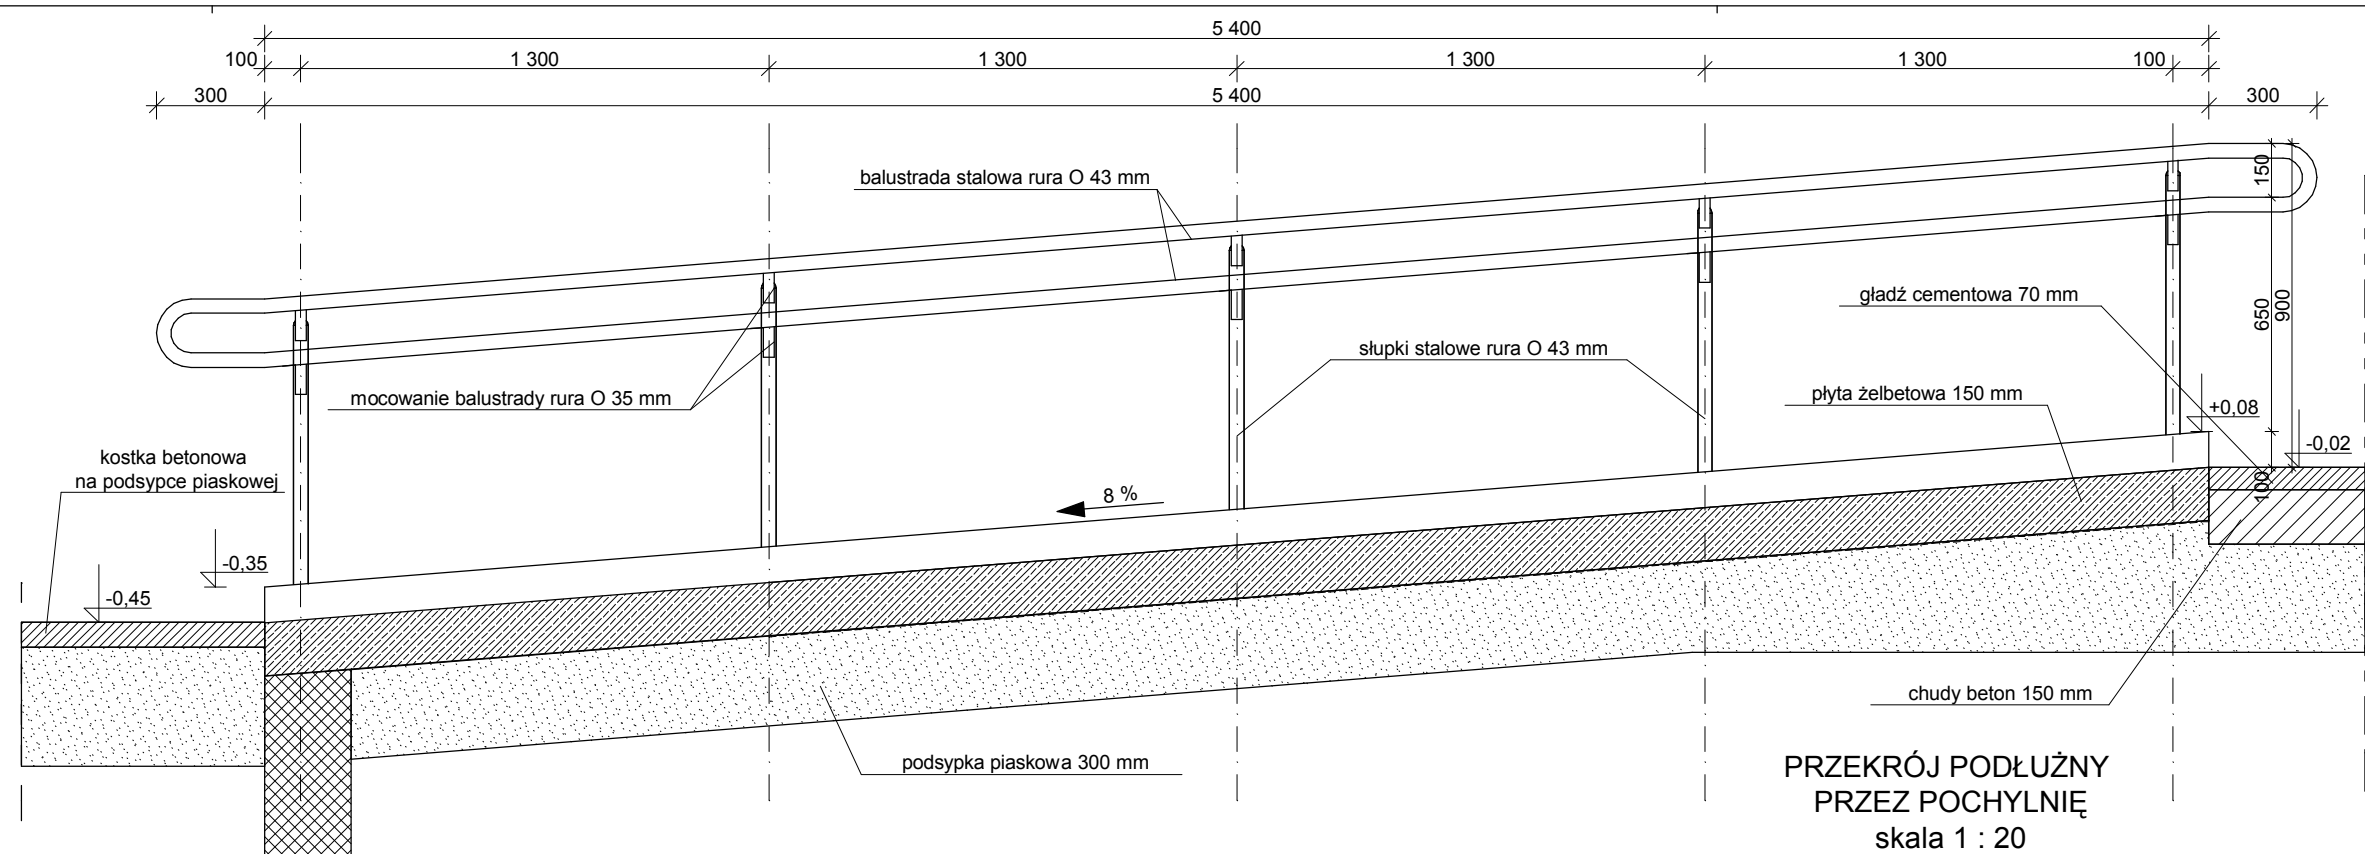 5 400
100
1 300
1 300
1 300
1 300
100
300
5 400
300
balustrada stalowa rura O 43 mm
150
gładź cementowa 70 mm
650
900
słupki stalowe rura O 43 mm
mocowanie balustrady rura O 35 mm
płyta żelbetowa 150 mm
+0,08
-0,02
kostka betonowa
na podsypce piaskowej
8 %
100
-0,35
-0,45
chudy beton 150 mm
podsypka piaskowa 300 mm
PRZEKRÓJ PODŁUŻNY
PRZEZ POCHYLNIĘ
skala 1 : 20